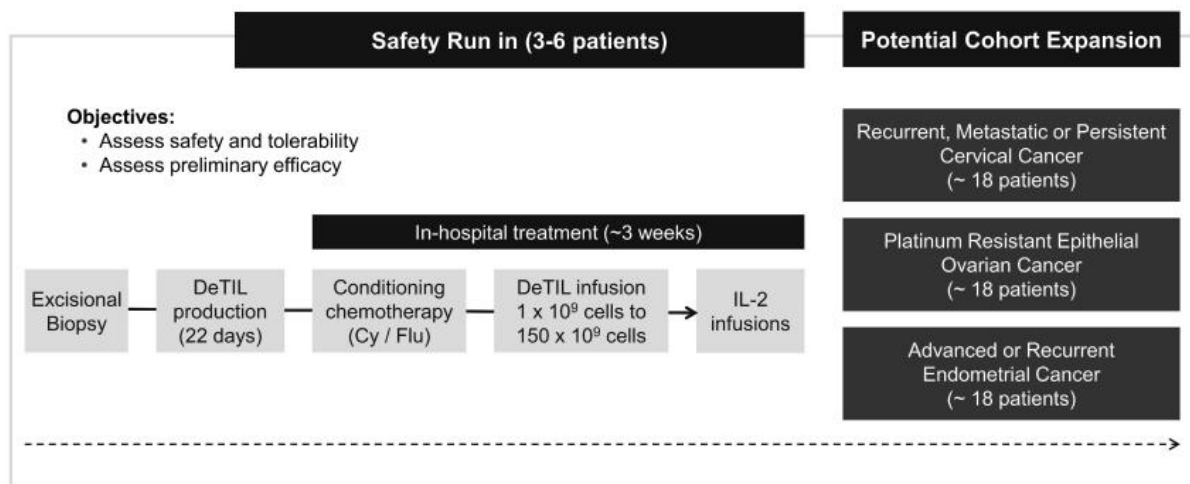 Safety Run in (3-6 patients)
Potential Cohort Expansion
Objectives:
• Assess safety and tolerability
• Assess preliminary efficacy
In-hospital treatment (~3 weeks)
Excisional
Biopsy
DeTIL
production
(22 days)
Conditioning
chemotherapy
(Cy / Flu)
DeTIL infusion
1 x 10⁹ cells to
150 x 10⁹ cells
IL-2
infusions
Recurrent, Metastatic or Persistent
Cervical Cancer
(~ 18 patients)
Platinum Resistant Epithelial
Ovarian Cancer
(~ 18 patients)
Advanced or Recurrent
Endometrial Cancer
(~ 18 patients)